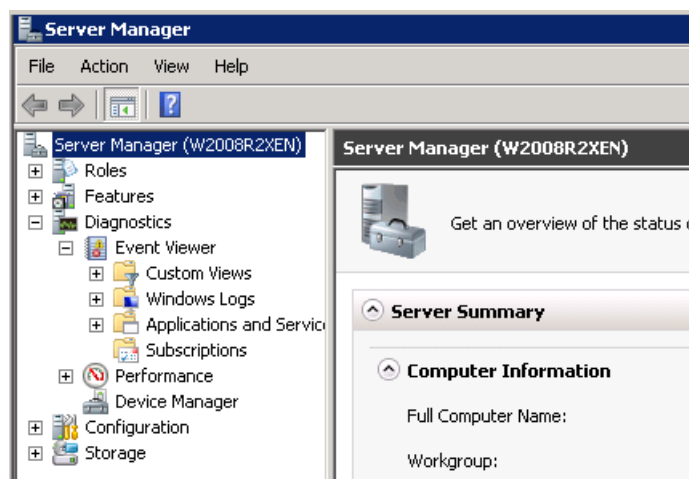 Server Manager
File Action View Help
Server Manager (W2008R2XEN)
Roles
Features
Diagnostics
Event Viewer
Custom Views
Windows Logs
Applications and Servic
Subscriptions
Performance
Device Manager
Configuration
Storage
Server Manager (W2008R2XEN)
Get an overview of the status
Server Summary
Computer Information
Full Computer Name:
Workgroup: